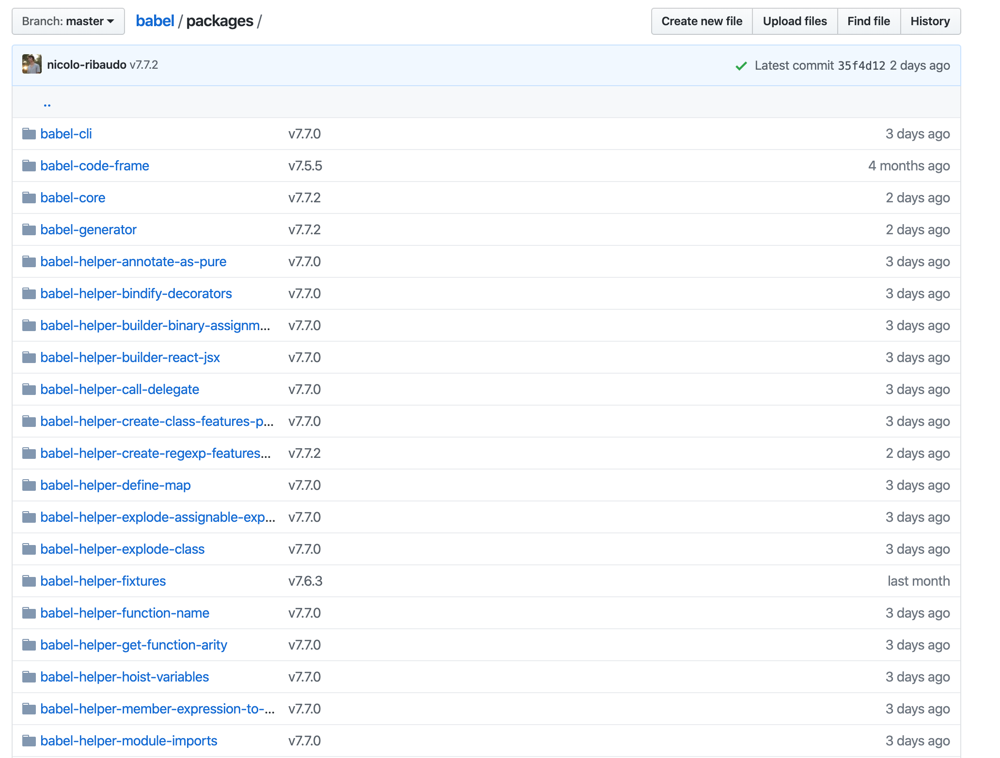 Branch: master babel / packages / Create new file Upload files Find file History
nicolo-ribaudo v7.7.2 Latest commit 35f4d12 2 days ago
..
babel-cli v7.7.0 3 days ago
babel-code-frame v7.5.5 4 months ago
babel-core v7.7.2 2 days ago
babel-generator v7.7.2 2 days ago
babel-helper-annotate-as-pure v7.7.0 3 days ago
babel-helper-bindify-decorators v7.7.0 3 days ago
babel-helper-builder-binary-assignm... v7.7.0 3 days ago
babel-helper-builder-react-jsx v7.7.0 3 days ago
babel-helper-call-delegate v7.7.0 3 days ago
babel-helper-create-class-features-p... v7.7.0 3 days ago
babel-helper-create-regexp-features... v7.7.2 2 days ago
babel-helper-define-map v7.7.0 3 days ago
babel-helper-explode-assignable-exp... v7.7.0 3 days ago
babel-helper-explode-class v7.7.0 3 days ago
babel-helper-fixtures v7.6.3 last month
babel-helper-function-name v7.7.0 3 days ago
babel-helper-get-function-arity v7.7.0 3 days ago
babel-helper-hoist-variables v7.7.0 3 days ago
babel-helper-member-expression-to-... v7.7.0 3 days ago
babel-helper-module-imports v7.7.0 3 days ago